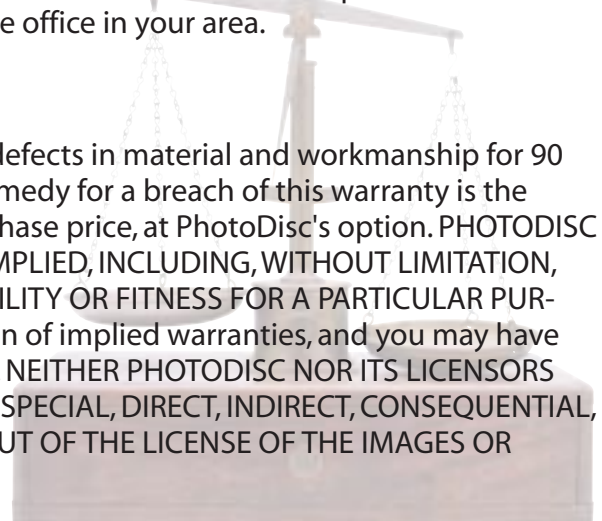 e office in your area.
defects in material and workmanship for 90
medy for a breach of this warranty is the
hase price, at PhotoDisc's option. PHOTODISC
MPLIED, INCLUDING, WITHOUT LIMITATION,
ILITY OR FITNESS FOR A PARTICULAR PUR-
n of implied warranties, and you may have
NEITHER PHOTODISC NOR ITS LICENSORS
SPECIAL, DIRECT, INDIRECT, CONSEQUENTIAL,
UT OF THE LICENSE OF THE IMAGES OR